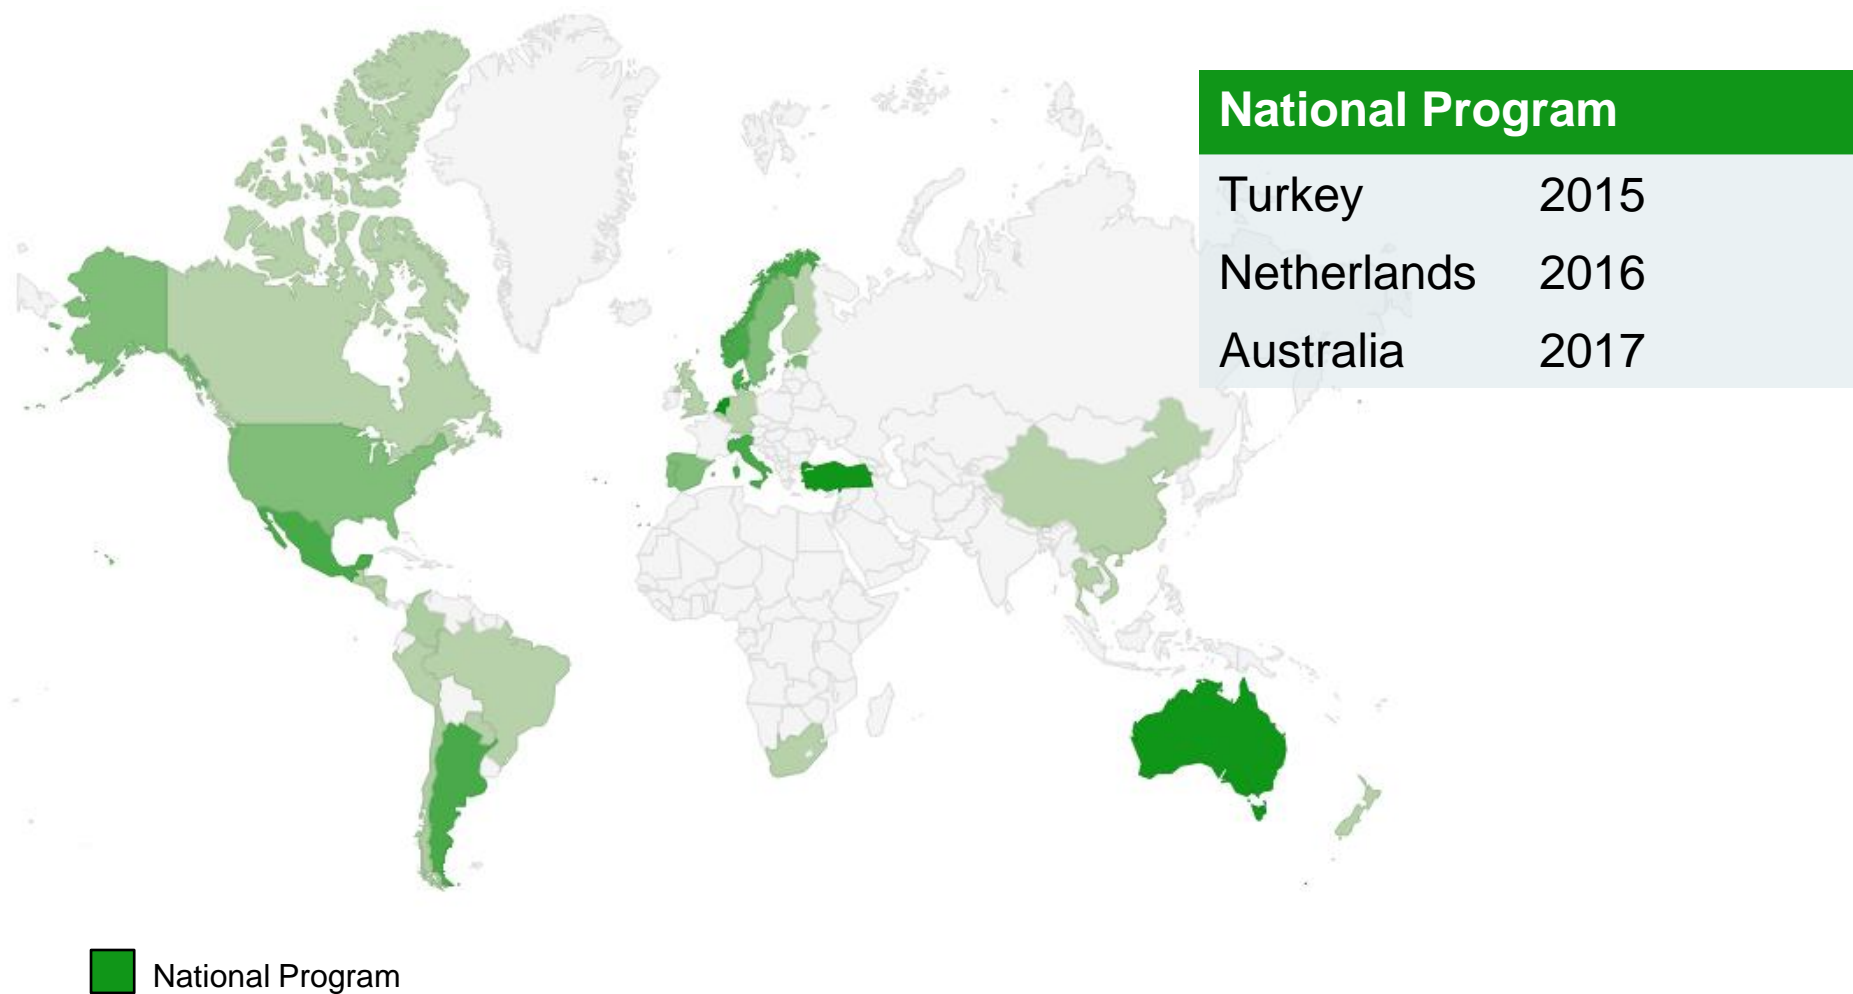 National Program
Turkey 2015
Netherlands 2016
Australia 2017
National Program